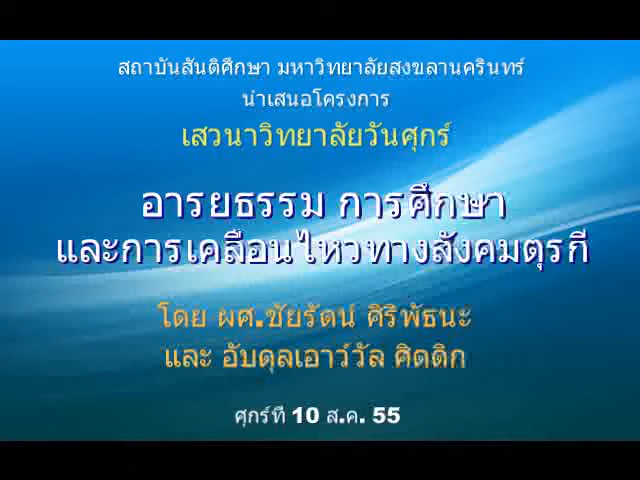 สถาบันสันติศึกษา มหาวิทยาลัยสงขลานครินทร์
นำเสนอโครงการ
เสวนาวิทยาลัยวันศุกร์
อารยธรรม การศึกษา
และการเคลื่อนไหวทางสังคมตุรกี
โดย ผศ.ชัยรัตน์ ศิริพัธนะ
และ อับดุลเอาว์วัล ศิดดิก
ศุกร์ที่ 10 ส.ค. 55